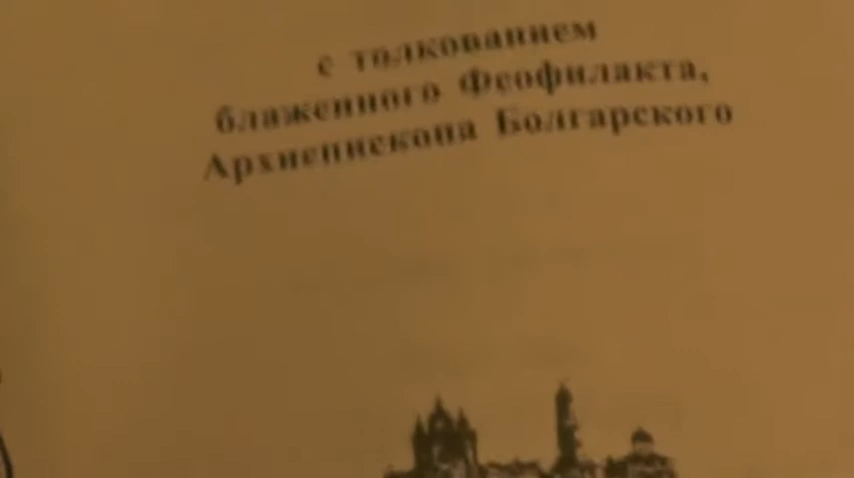 с толкованием
блаженного Феофилакта,
Архиепископа Болгарского